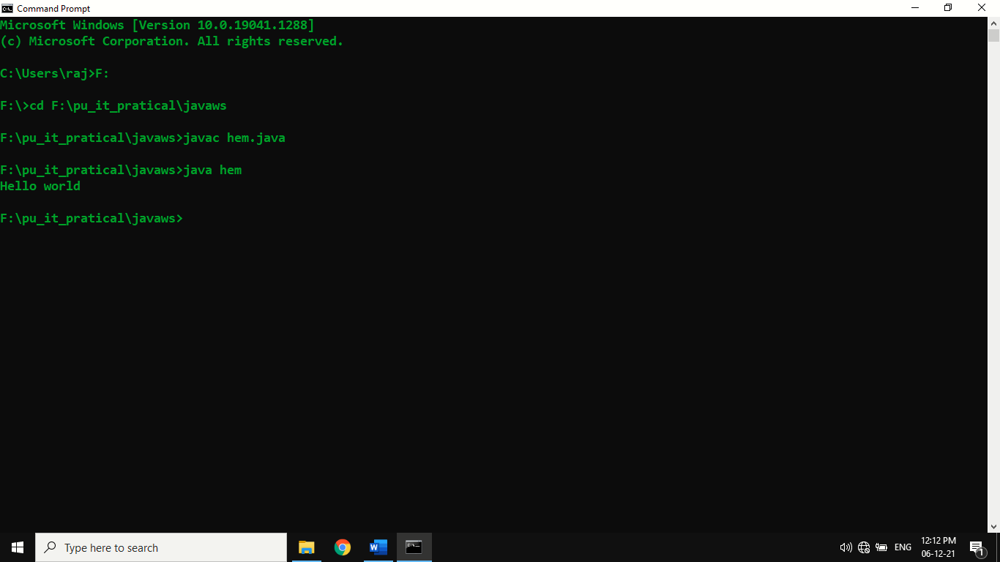 Command Prompt
Microsoft Windows [Version 10.0.19041.1288]
(c) Microsoft Corporation. All rights reserved.
C:\Users\raj>F:
F:\>cd F:\pu_it_pratical\javaws
F:\pu_it_pratical\javaws>javac hem.java
F:\pu_it_pratical\javaws>java hem
Hello world
F:\pu_it_pratical\javaws>
Type here to search
ENG
12:12 PM
06-12-21
1